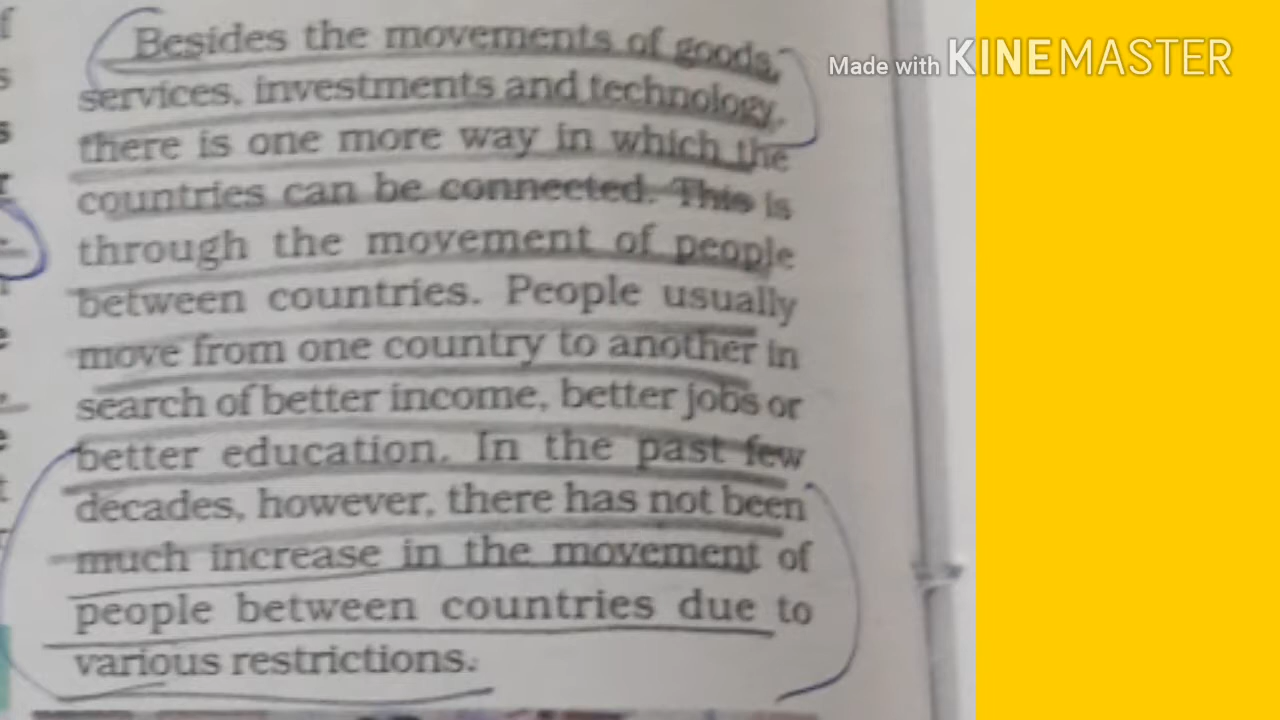 Besides the movements of goods,
services, investments and technology,
there is one more way in which the
countries can be connected. This is
through the movement of people
between countries. People usually
move from one country to another in
search of better income, better jobs or
better education. In the past few
decades, however, there has not been
much increase in the movement of
people between countries due to
various restrictions.
Made with KINEMASTER